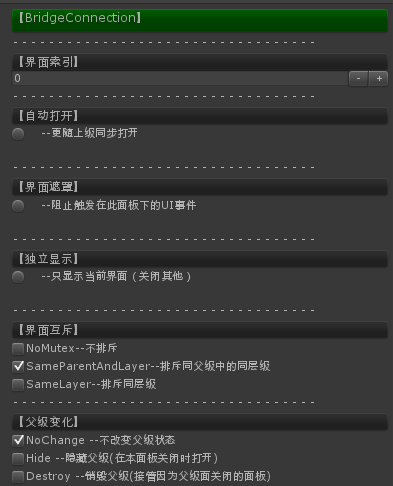 【BridgeConnection】
- - - - - - - - - - - - - - - - - - - - - - - - - - - - - - - -
【界面索引】
0 - +
- - - - - - - - - - - - - - - - - - - - - - - - - - - - - - - -
【自动打开】
--更随上级同步打开
- - - - - - - - - - - - - - - - - - - - - - - - - - - - - - - -
【界面遮罩】
--阻止触发在此面板下的UI事件
- - - - - - - - - - - - - - - - - - - - - - - - - - - - - - - -
【独立显示】
--只显示当前界面（关闭其他）
- - - - - - - - - - - - - - - - - - - - - - - - - - - - - - - -
【界面互斥】
NoMutex--不排斥
SameParentAndLayer--排斥同父级中的同层级
SameLayer--排斥同层级
- - - - - - - - - - - - - - - - - - - - - - - - - - - - - - - -
【父级变化】
NoChange --不改变父级状态
Hide --隐藏父级(在本面板关闭时打开)
Destroy --销毁父级(接管因为父级面关闭的面板)